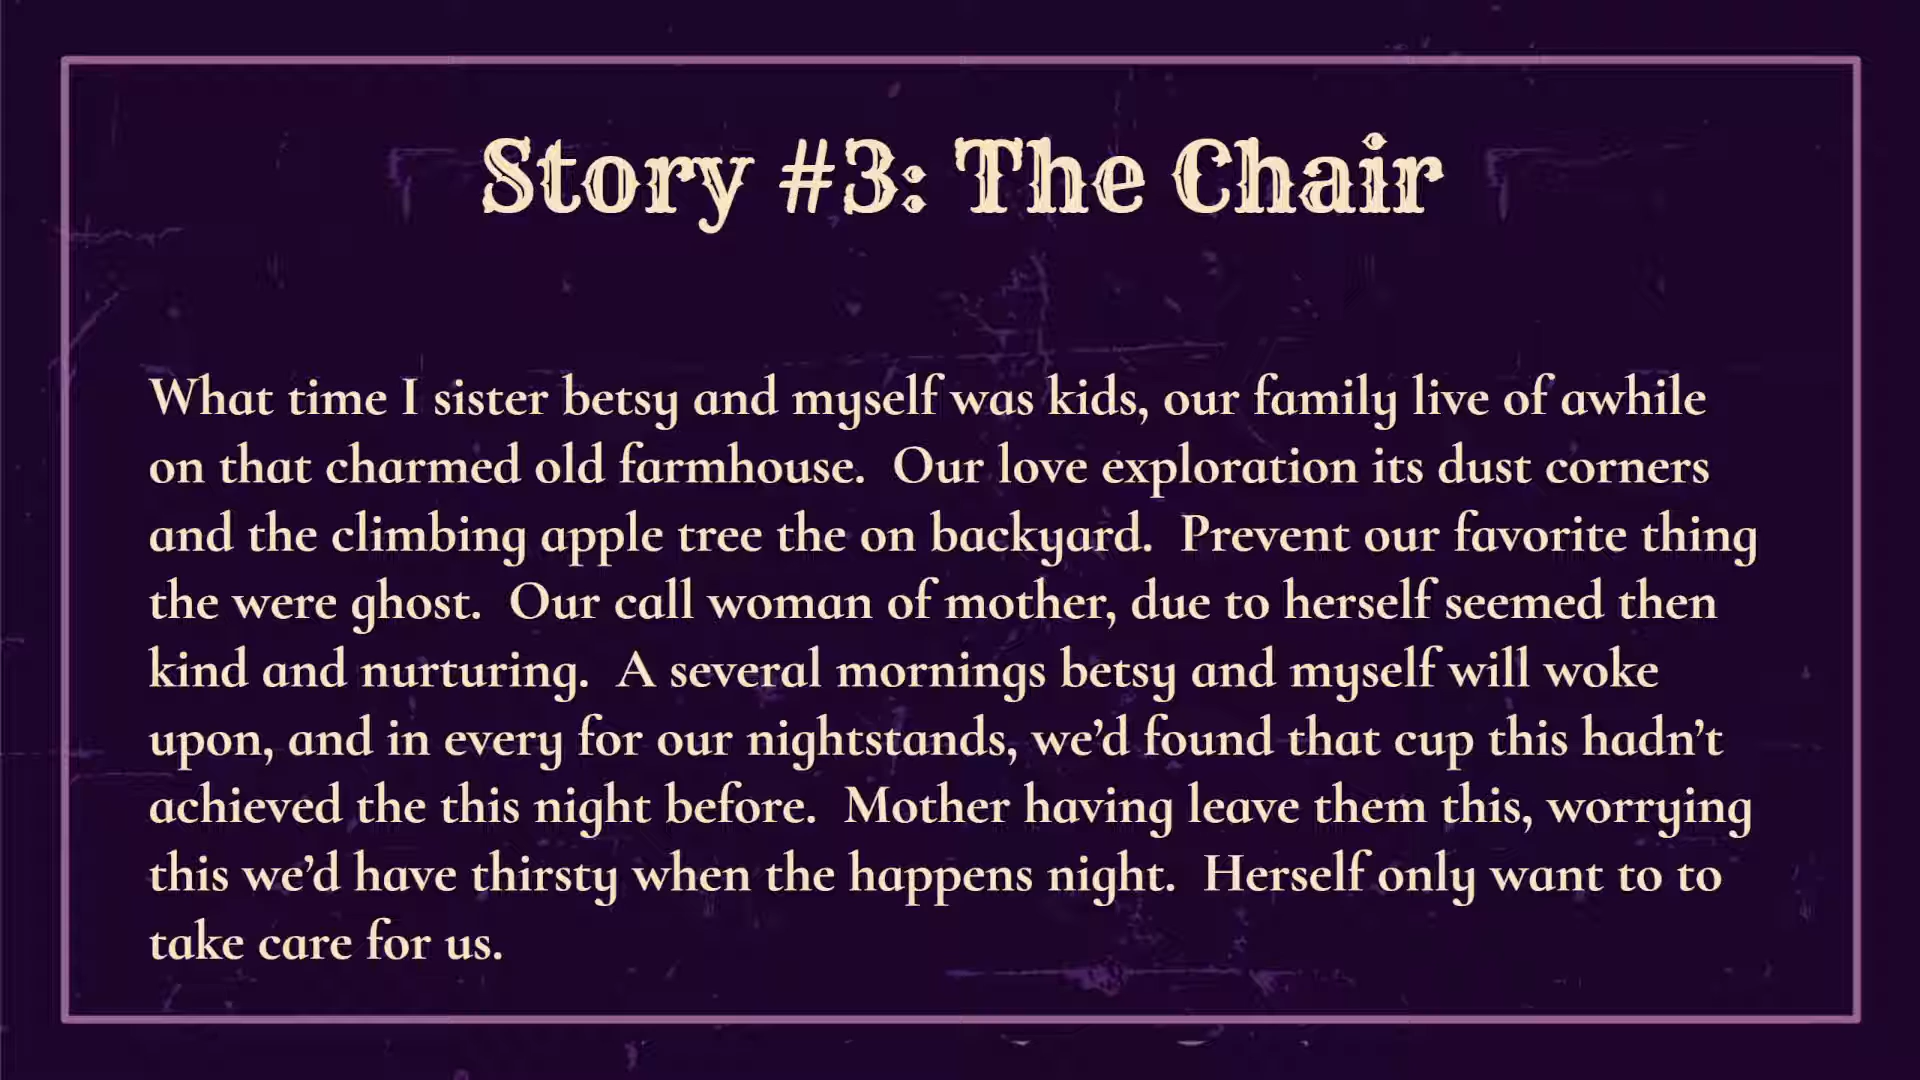 Story #3: The Chair
What time I sister betsy and myself was kids, our family live of awhile
on that charmed old farmhouse.  Our love exploration its dust corners
and the climbing apple tree the on backyard.  Prevent our favorite thing
the were ghost.  Our call woman of mother, due to herself seemed then
kind and nurturing.  A several mornings betsy and myself will woke
upon, and in every for our nightstands, we’d found that cup this hadn’t
achieved the this night before.  Mother having leave them this, worrying
this we’d have thirsty when the happens night.  Herself only want to to
take care for us.